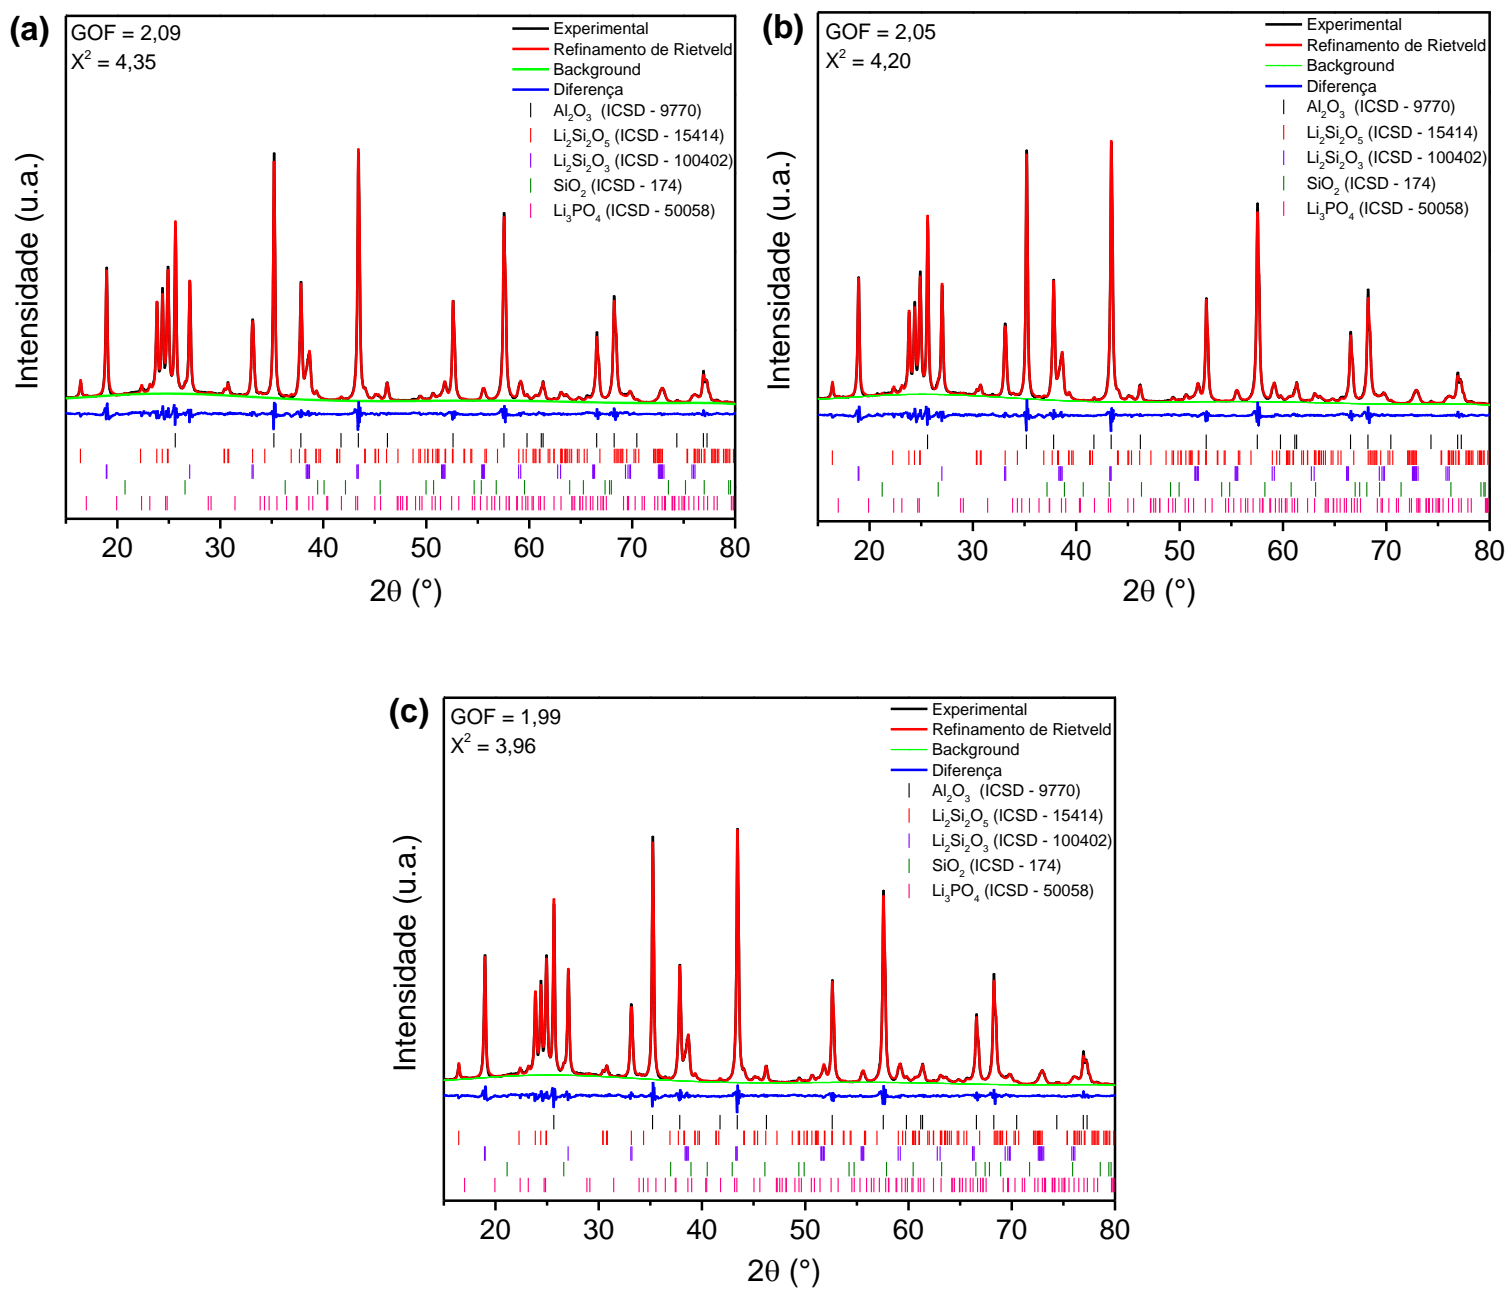 (a)
GOF = 2,09
X² = 4,35
Experimental
Refinamento de Rietveld
Background
Diferença
Al₂O₃ (ICSD - 9770)
Li₂Si₂O₅ (ICSD - 15414)
Li₂Si₂O₃ (ICSD - 100402)
SiO₂ (ICSD - 174)
Li₃PO₄ (ICSD - 50058)
Intensidade (u.a.)
20 30 40 50 60 70 80
2θ (°)
(b)
GOF = 2,05
X² = 4,20
Experimental
Refinamento de Rietveld
Background
Diferença
Al₂O₃ (ICSD - 9770)
Li₂Si₂O₅ (ICSD - 15414)
Li₂Si₂O₃ (ICSD - 100402)
SiO₂ (ICSD - 174)
Li₃PO₄ (ICSD - 50058)
Intensidade (u.a.)
20 30 40 50 60 70 80
2θ (°)
(c)
GOF = 1,99
X² = 3,96
Experimental
Refinamento de Rietveld
Background
Diferença
Al₂O₃ (ICSD - 9770)
Li₂Si₂O₅ (ICSD - 15414)
Li₂Si₂O₃ (ICSD - 100402)
SiO₂ (ICSD - 174)
Li₃PO₄ (ICSD - 50058)
Intensidade (u.a.)
20 30 40 50 60 70 80
2θ (°)